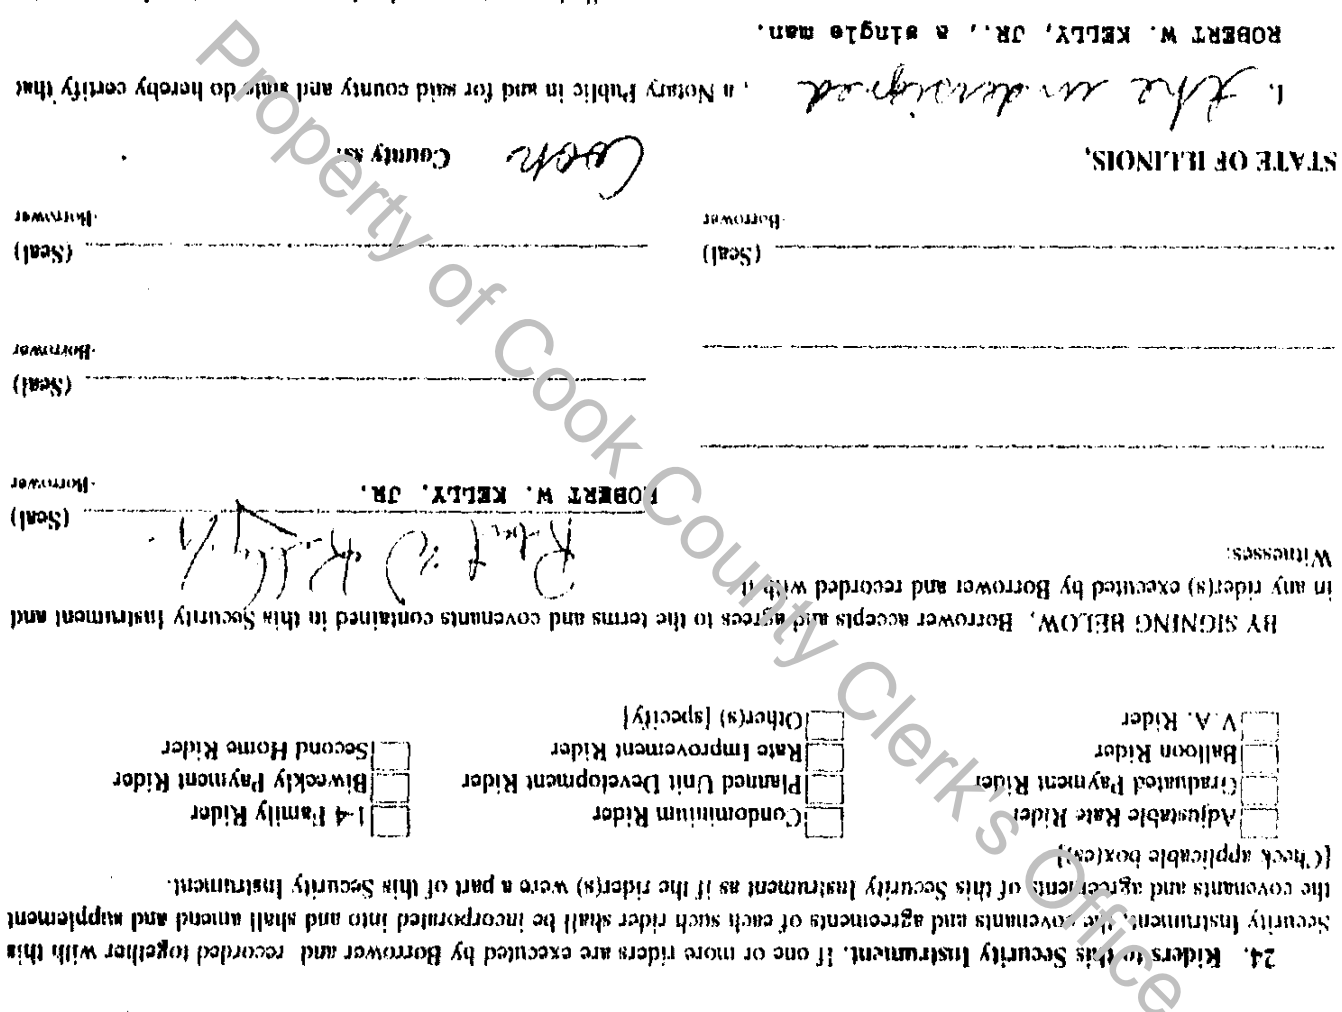 24. Riders to this Security Instrument. If one or more riders are executed by Borrower and recorded together with this
Security Instrument, the covenants and agreements of each such rider shall be incorporated into and shall amend and supplement
the covenants and agreements of this Security Instrument as if the rider(s) were a part of this Security Instrument.
[Check applicable box(es)]
Adjustable Rate Rider Condominium Rider 1-4 Family Rider
Graduated Payment Rider Planned Unit Development Rider Biweekly Payment Rider
Balloon Rider Rate Improvement Rider Second Home Rider
V.A. Rider Other(s) [specify]
BY SIGNING BELOW, Borrower accepts and agrees to the terms and covenants contained in this Security Instrument and
in any rider(s) executed by Borrower and recorded with it
Witnesses:
Robert W Kelly Jr. (Seal)
ROBERT W. KELLY, JR. -Borrower
(Seal)
-Borrower
(Seal) (Seal)
-Borrower -Borrower
STATE OF ILLINOIS, Cook County ss:
I, the undersigned , a Notary Public in and for said county and state do hereby certify that
ROBERT W. KELLY, JR., a single man.
Property of Cook County Clerk's Office